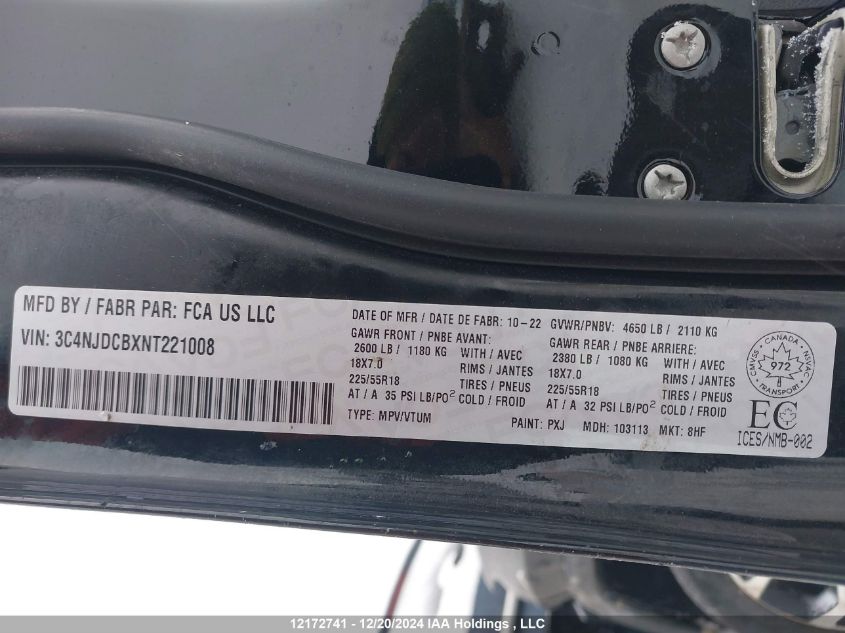 MFD BY / FABR PAR: FCA US LLC
VIN: 3C4NJDCBXNT221008
DATE OF MFR / DATE DE FABR: 10-22 GVWR/PNBV: 4650 LB / 2110 KG
GAWR FRONT / PNBE AVANT:
2600 LB / 1180 KG WITH / AVEC
18X7.0 RIMS / JANTES
225/55R18 TIRES / PNEUS
AT / A 35 PSI LB/PO² COLD / FROID
GAWR REAR / PNBE ARRIERE:
2380 LB / 1080 KG WITH / AVEC
18X7.0 RIMS / JANTES
225/55R18 TIRES / PNEUS
AT / A 32 PSI LB/PO² COLD / FROID
TYPE: MPV/VTUM PAINT: PXJ MDH: 103113 MKT: 8HF
CMVSS NSVAC
972
TRANSPORT
EC
ICES/NMB-002
12172741 - 12/20/2024 IAA Holdings , LLC